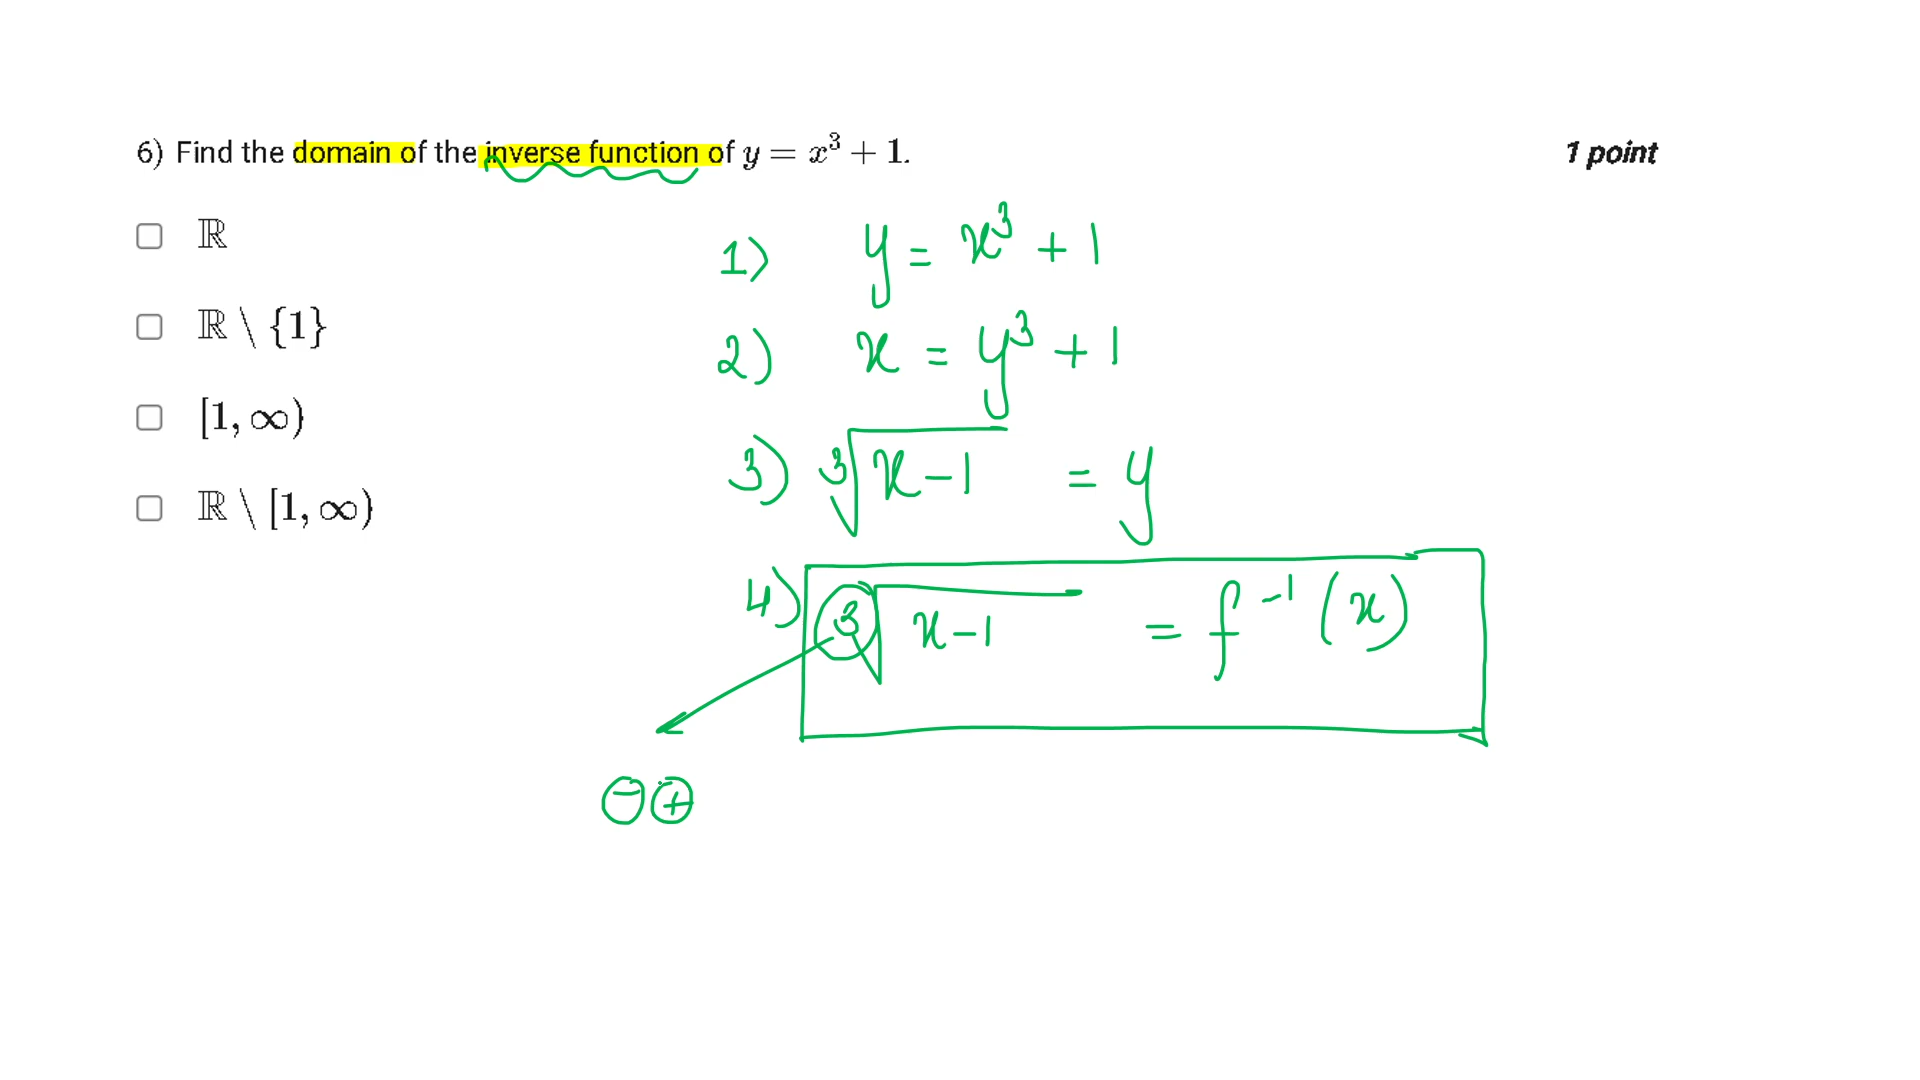 6) Find the domain of the inverse function of y = x³ + 1.
1 point
ℝ
ℝ \ {1}
[1, ∞)
ℝ \ [1, ∞)
1) y = x³ + 1
2) x = y³ + 1
3) ∛(x-1) = y
4) ∛(x-1) = f⁻¹(x)
- +